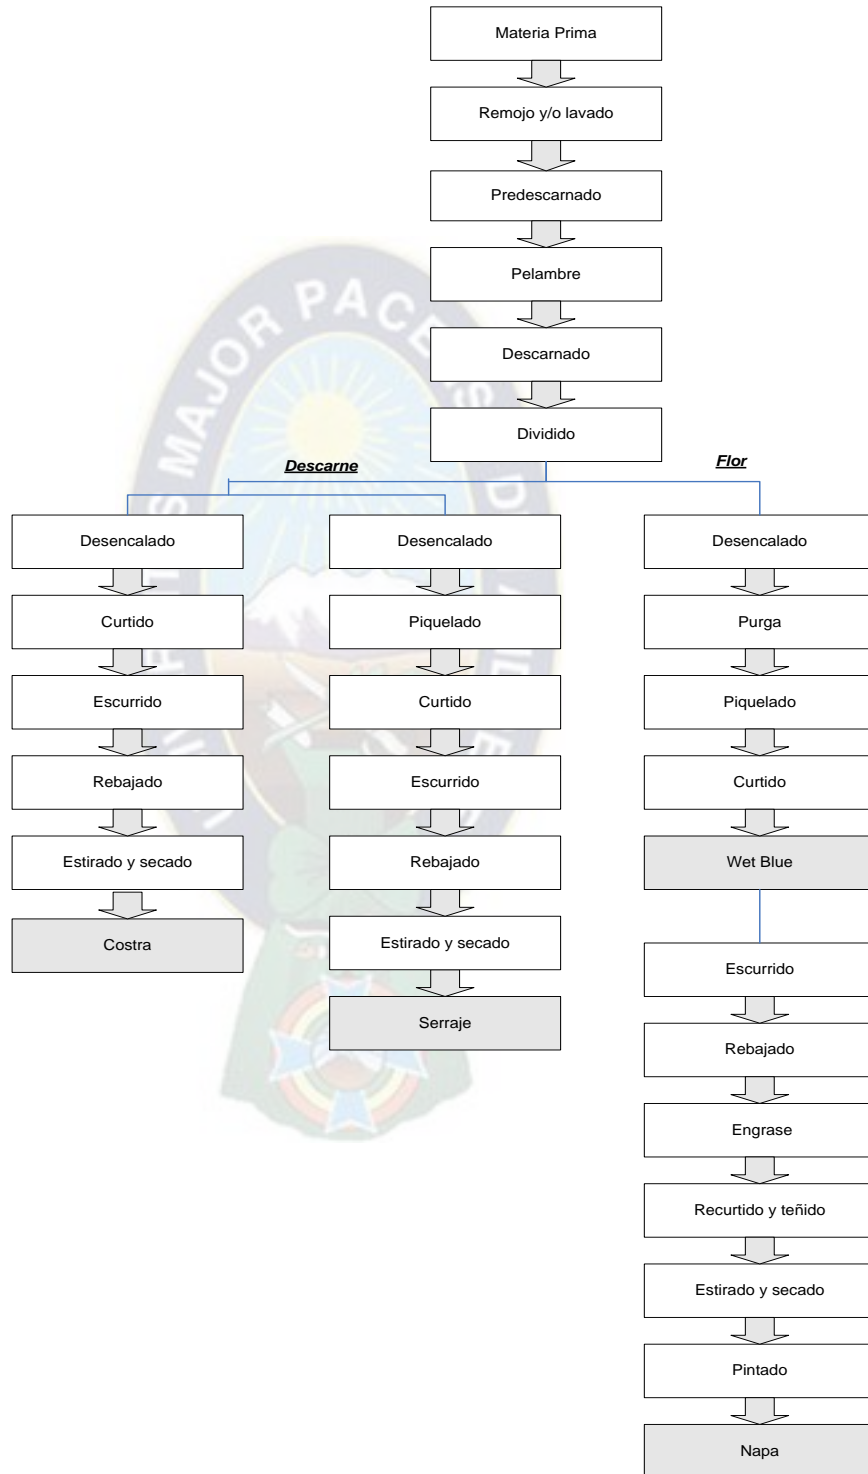 Materia Prima
Remojo y/o lavado
Predescarnado
Pelambre
Descarnado
Dividido
Descarne
Flor
Desencalado
Curtido
Escurrido
Rebajado
Estirado y secado
Costra
Desencalado
Piquelado
Curtido
Escurrido
Rebajado
Estirado y secado
Serraje
Desencalado
Purga
Piquelado
Curtido
Wet Blue
Escurrido
Rebajado
Engrase
Recurtido y teñido
Estirado y secado
Pintado
Napa
MAJOR